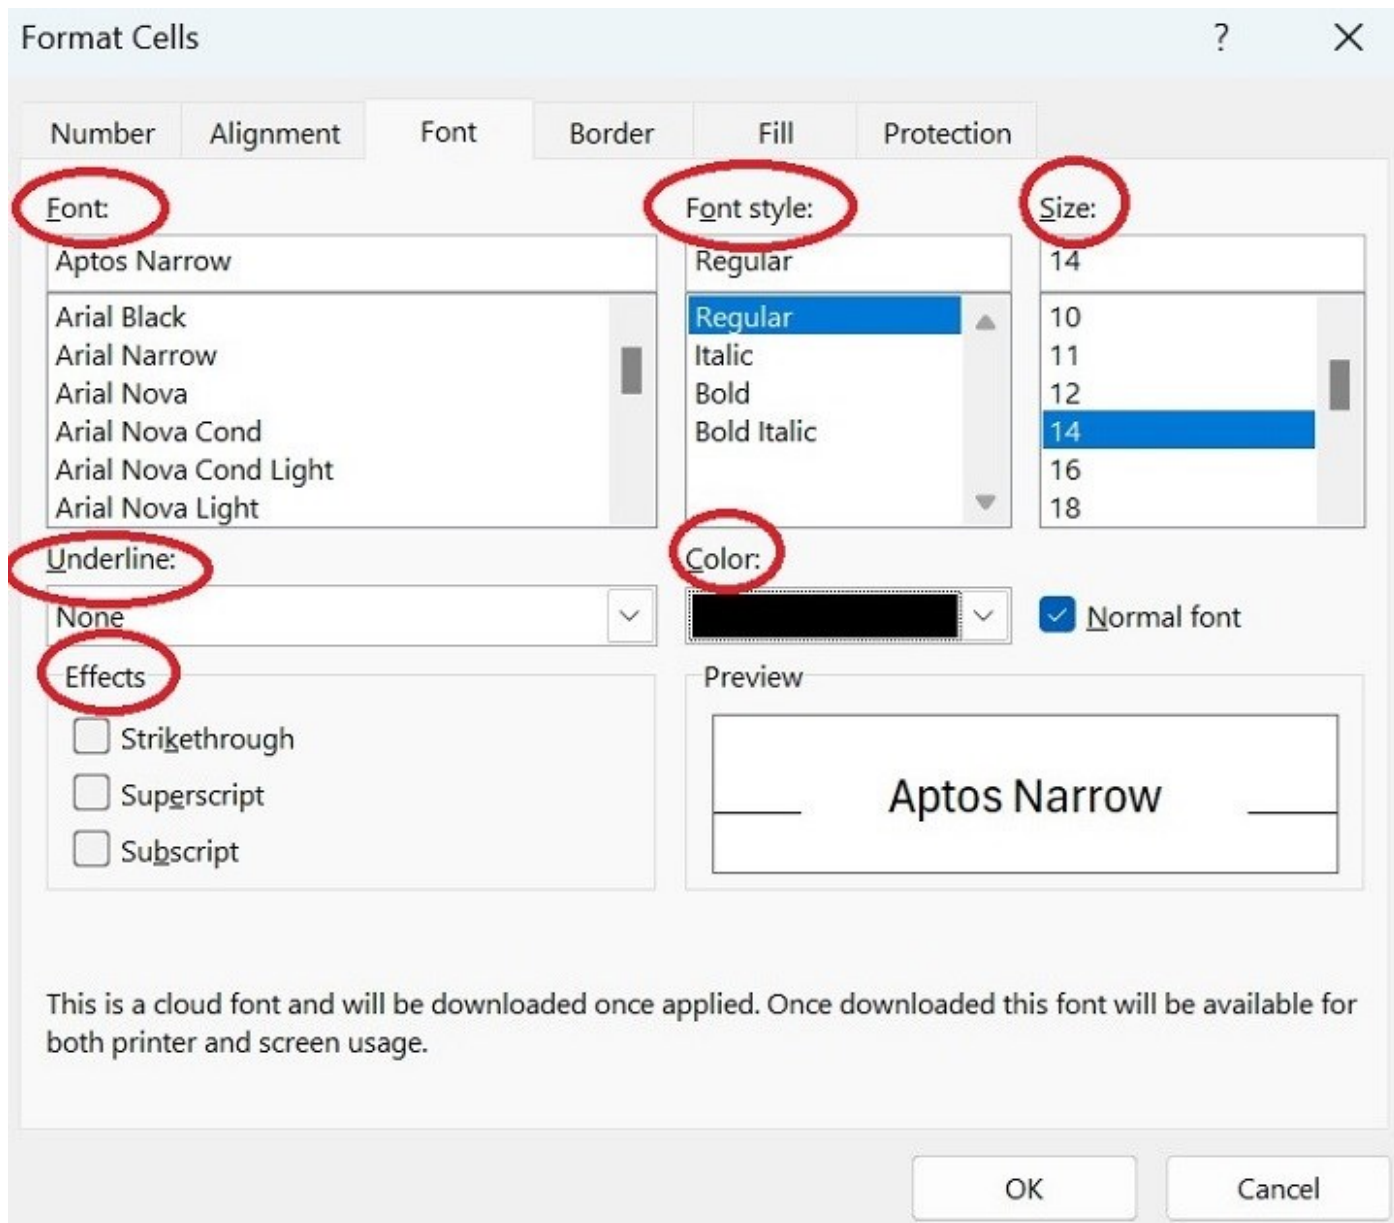 Format Cells ?
Number Alignment Font Border Fill Protection
Font: Font style: Size:
Aptos Narrow Regular 14
Arial Black Regular 10
Arial Narrow Italic 11
Arial Nova Bold 12
Arial Nova Cond Bold Italic 14
Arial Nova Cond Light 16
Arial Nova Light 18
Underline: Color:
None Normal font
Effects Preview
Strikethrough
Superscript Aptos Narrow
Subscript
This is a cloud font and will be downloaded once applied. Once downloaded this font will be available for
both printer and screen usage.
OK Cancel